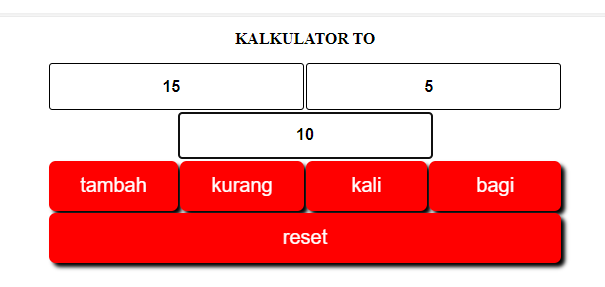 KALKULATOR TO
15 5
10
tambah kurang kali bagi
reset